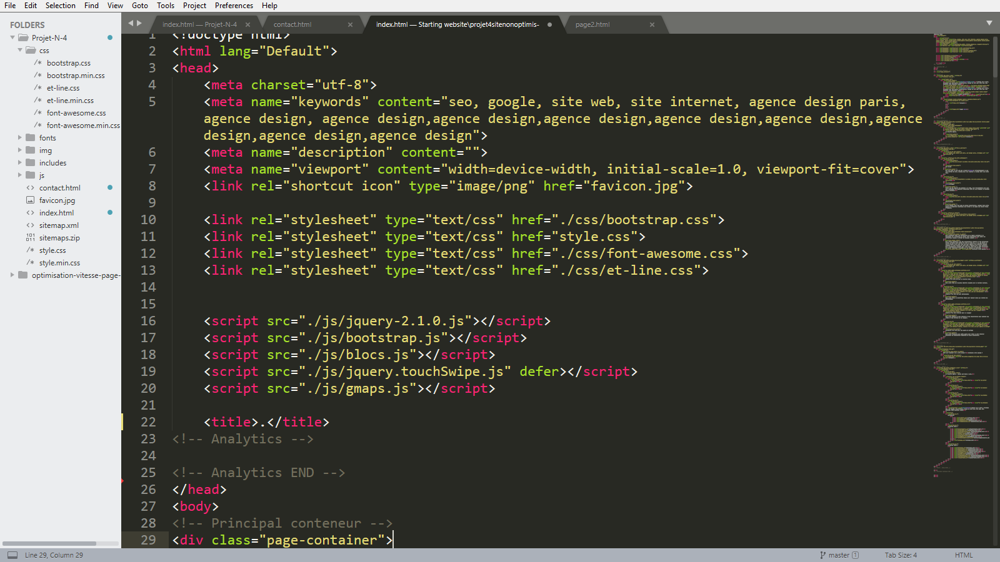 File Edit Selection Find View Goto Tools Project Preferences Help
FOLDERS
Projet-N-4
css
/* bootstrap.css
/* bootstrap.min.css
/* et-line.css
/* et-line.min.css
/* font-awesome.css
/* font-awesome.min.css
fonts
img
includes
js
<> contact.html
favicon.jpg
<> index.html
<> sitemap.xml
sitemaps.zip
/* style.css
/* style.min.css
optimisation-vitesse-page-
index.html — Projet-N-4 × contact.html × index.html — Starting website\projet4sitenonoptimis- page2.html ×
1 <!doctype html>
2 <html lang="Default">
3 <head>
4 <meta charset="utf-8">
5 <meta name="keywords" content="seo, google, site web, site internet, agence design paris,
agence design, agence design,agence design,agence design,agence design,agence design,agence
design,agence design,agence design">
6 <meta name="description" content="">
7 <meta name="viewport" content="width=device-width, initial-scale=1.0, viewport-fit=cover">
8 <link rel="shortcut icon" type="image/png" href="favicon.jpg">
9
10 <link rel="stylesheet" type="text/css" href="./css/bootstrap.css">
11 <link rel="stylesheet" type="text/css" href="style.css">
12 <link rel="stylesheet" type="text/css" href="./css/font-awesome.css">
13 <link rel="stylesheet" type="text/css" href="./css/et-line.css">
14
15
16 <script src="./js/jquery-2.1.0.js"></script>
17 <script src="./js/bootstrap.js"></script>
18 <script src="./js/blocs.js"></script>
19 <script src="./js/jquery.touchSwipe.js" defer></script>
20 <script src="./js/gmaps.js"></script>
21
22 <title>.</title>
23 <!-- Analytics -->
24
25 <!-- Analytics END -->
26 </head>
27 <body>
28 <!-- Principal conteneur -->
29 <div class="page-container">
Line 29, Column 29 master 1 Tab Size: 4 HTML